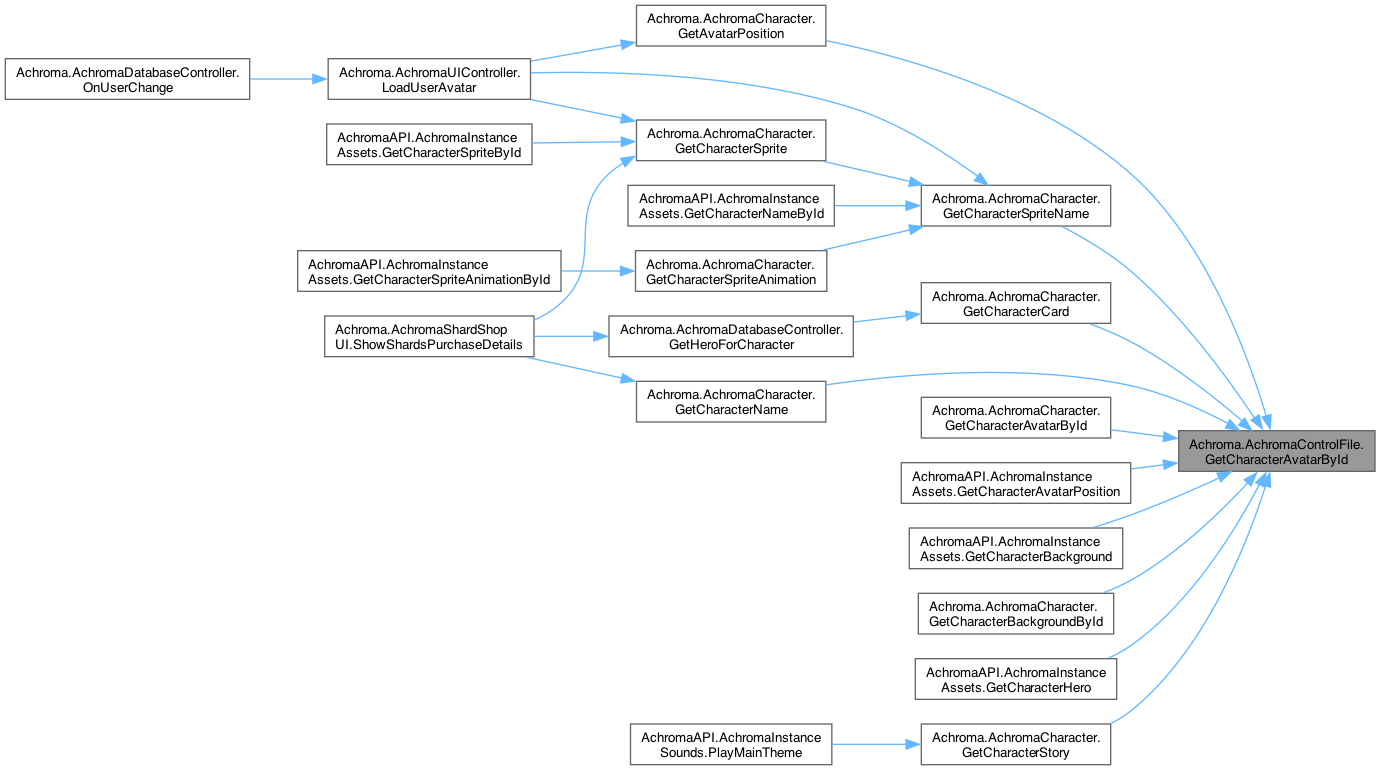 Achroma.AchromaCharacter.
GetAvatarPosition
Achroma.AchromaDatabaseController.
OnUserChange
Achroma.AchromaUIController.
LoadUserAvatar
AchromaAPI.AchromaInstance
Assets.GetCharacterSpriteById
Achroma.AchromaCharacter.
GetCharacterSprite
AchromaAPI.AchromaInstance
Assets.GetCharacterNameById
Achroma.AchromaCharacter.
GetCharacterSpriteName
AchromaAPI.AchromaInstance
Assets.GetCharacterSpriteAnimationById
Achroma.AchromaCharacter.
GetCharacterSpriteAnimation
Achroma.AchromaCharacter.
GetCharacterCard
Achroma.AchromaShardShop
UI.ShowShardsPurchaseDetails
Achroma.AchromaDatabaseController.
GetHeroForCharacter
Achroma.AchromaCharacter.
GetCharacterName
Achroma.AchromaCharacter.
GetCharacterAvatarById
Achroma.AchromaControlFile.
GetCharacterAvatarById
AchromaAPI.AchromaInstance
Assets.GetCharacterAvatarPosition
AchromaAPI.AchromaInstance
Assets.GetCharacterBackground
Achroma.AchromaCharacter.
GetCharacterBackgroundById
AchromaAPI.AchromaInstance
Assets.GetCharacterHero
AchromaAPI.AchromaInstance
Sounds.PlayMainTheme
Achroma.AchromaCharacter.
GetCharacterStory